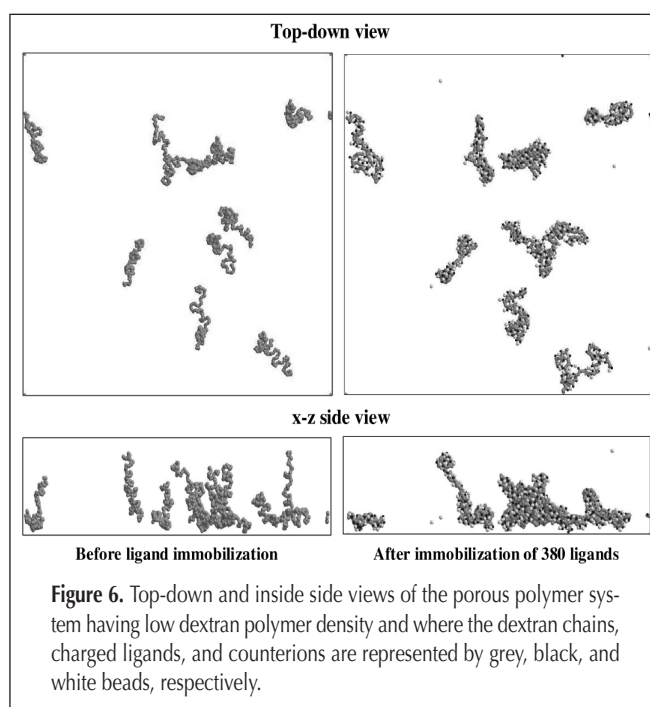 Top-down view
x-z side view
Before ligand immobilization
After immobilization of 380 ligands
Figure 6. Top-down and inside side views of the porous polymer sys-
tem having low dextran polymer density and where the dextran chains,
charged ligands, and counterions are represented by grey, black, and
white beads, respectively.